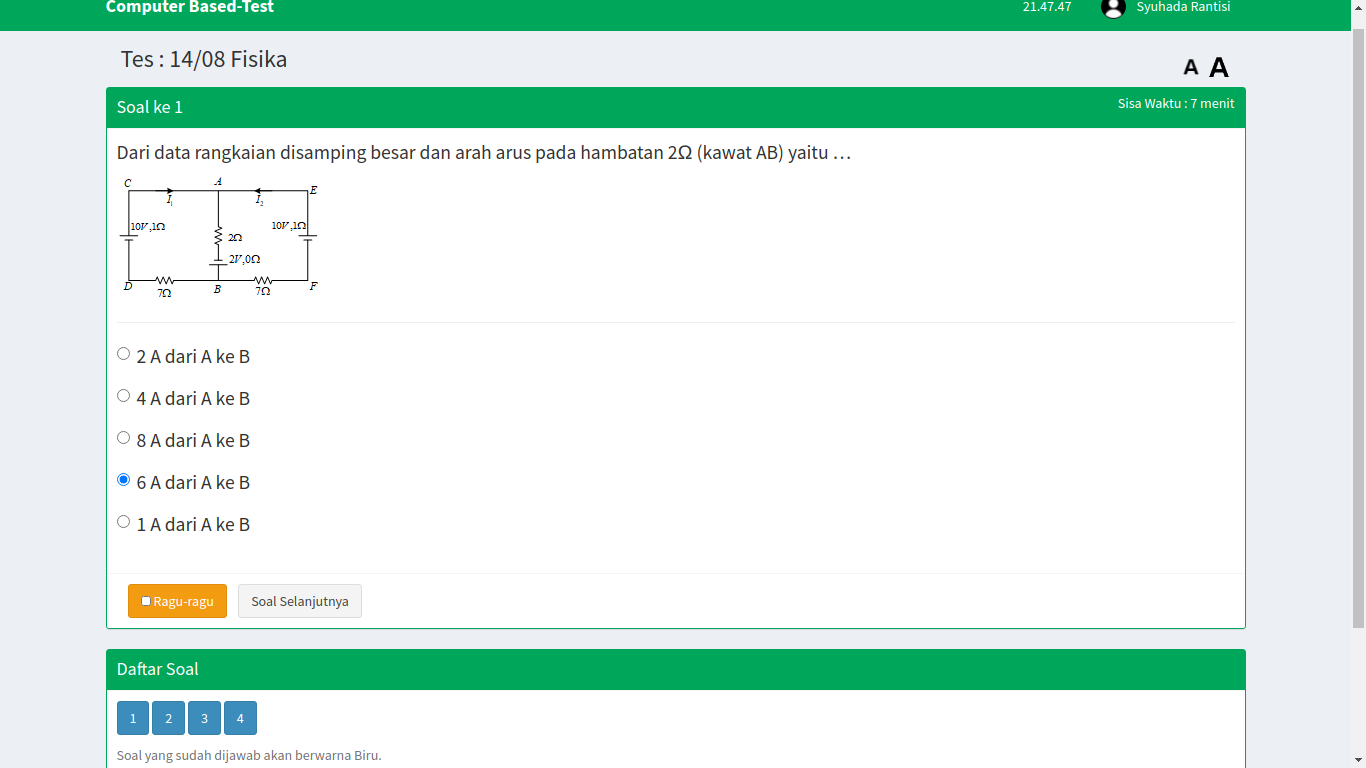 Computer Based-Test
21.47.47 Syuhada Rantisi
Tes : 14/08 Fisika
A A
Soal ke 1
Sisa Waktu : 7 menit
Dari data rangkaian disamping besar dan arah arus pada hambatan 2Ω (kawat AB) yaitu …
C A E
I₁ I₂
10V,1Ω 10V,1Ω
2Ω
2V,0Ω
D B F
7Ω 7Ω
2 A dari A ke B
4 A dari A ke B
8 A dari A ke B
6 A dari A ke B
1 A dari A ke B
Ragu-ragu Soal Selanjutnya
Daftar Soal
1 2 3 4
Soal yang sudah dijawab akan berwarna Biru.